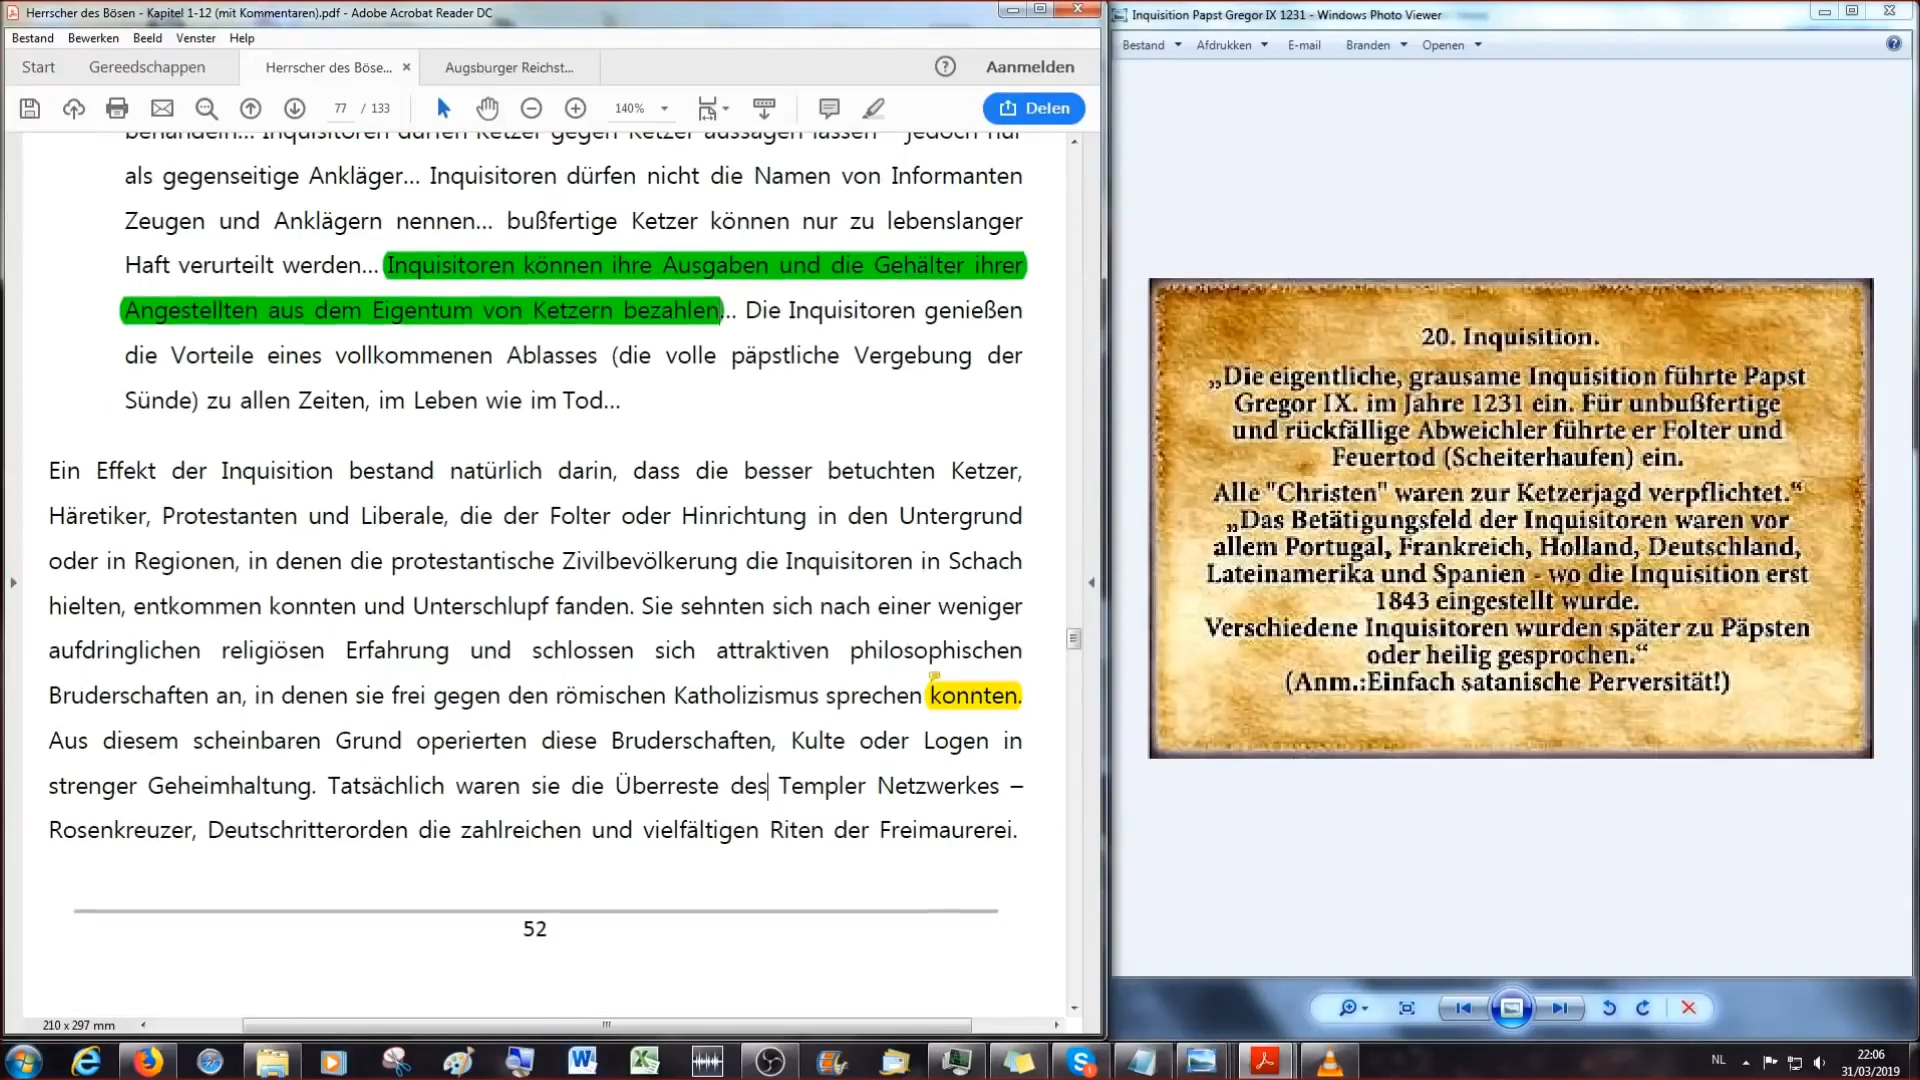 Herrscher des Bösen - Kapitel 1-12 (mit Kommentaren).pdf - Adobe Acrobat Reader DC
Bestand Bewerken Beeld Venster Help
Start Gereedschappen Herrscher des Böse... × Augsburger Reichst... Aanmelden
77 / 133 140% Delen
behandeln... Inquisitoren dürfen Ketzer gegen Ketzer aussagen lassen – jedoch nur
als gegenseitige Ankläger... Inquisitoren dürfen nicht die Namen von Informanten
Zeugen und Anklägern nennen... bußfertige Ketzer können nur zu lebenslanger
Haft verurteilt werden... Inquisitoren können ihre Ausgaben und die Gehälter ihrer
Angestellten aus dem Eigentum von Ketzern bezahlen... Die Inquisitoren genießen
die Vorteile eines vollkommenen Ablasses (die volle päpstliche Vergebung der
Sünde) zu allen Zeiten, im Leben wie im Tod...
Ein Effekt der Inquisition bestand natürlich darin, dass die besser betuchten Ketzer,
Häretiker, Protestanten und Liberale, die der Folter oder Hinrichtung in den Untergrund
oder in Regionen, in denen die protestantische Zivilbevölkerung die Inquisitoren in Schach
hielten, entkommen konnten und Unterschlupf fanden. Sie sehnten sich nach einer weniger
aufdringlichen religiösen Erfahrung und schlossen sich attraktiven philosophischen
Bruderschaften an, in denen sie frei gegen den römischen Katholizismus sprechen konnten.
Aus diesem scheinbaren Grund operierten diese Bruderschaften, Kulte oder Logen in
strenger Geheimhaltung. Tatsächlich waren sie die Überreste des Templer Netzwerkes –
Rosenkreuzer, Deutschritterorden die zahlreichen und vielfältigen Riten der Freimaurerei.
52
210 x 297 mm
Inquisition Papst Gregor IX 1231 - Windows Photo Viewer
Bestand Afdrukken E-mail Branden Openen
20. Inquisition.
„Die eigentliche, grausame Inquisition führte Papst
Gregor IX. im Jahre 1231 ein. Für unbußfertige
und rückfällige Abweichler führte er Folter und
Feuertod (Scheiterhaufen) ein.
Alle "Christen" waren zur Ketzerjagd verpflichtet.“
„Das Betätigungsfeld der Inquisitoren waren vor
allem Portugal, Frankreich, Holland, Deutschland,
Lateinamerika und Spanien - wo die Inquisition erst
1843 eingestellt wurde.
Verschiedene Inquisitoren wurden später zu Päpsten
oder heilig gesprochen.“
(Anm.:Einfach satanische Perversität!)
NL
22:06
31/03/2019